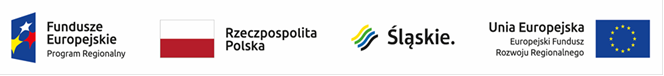 Fundusze
Europejskie
Program Regionalny
Rzeczpospolita
Polska
Śląskie.
Unia Europejska
Europejski Fundusz
Rozwoju Regionalnego